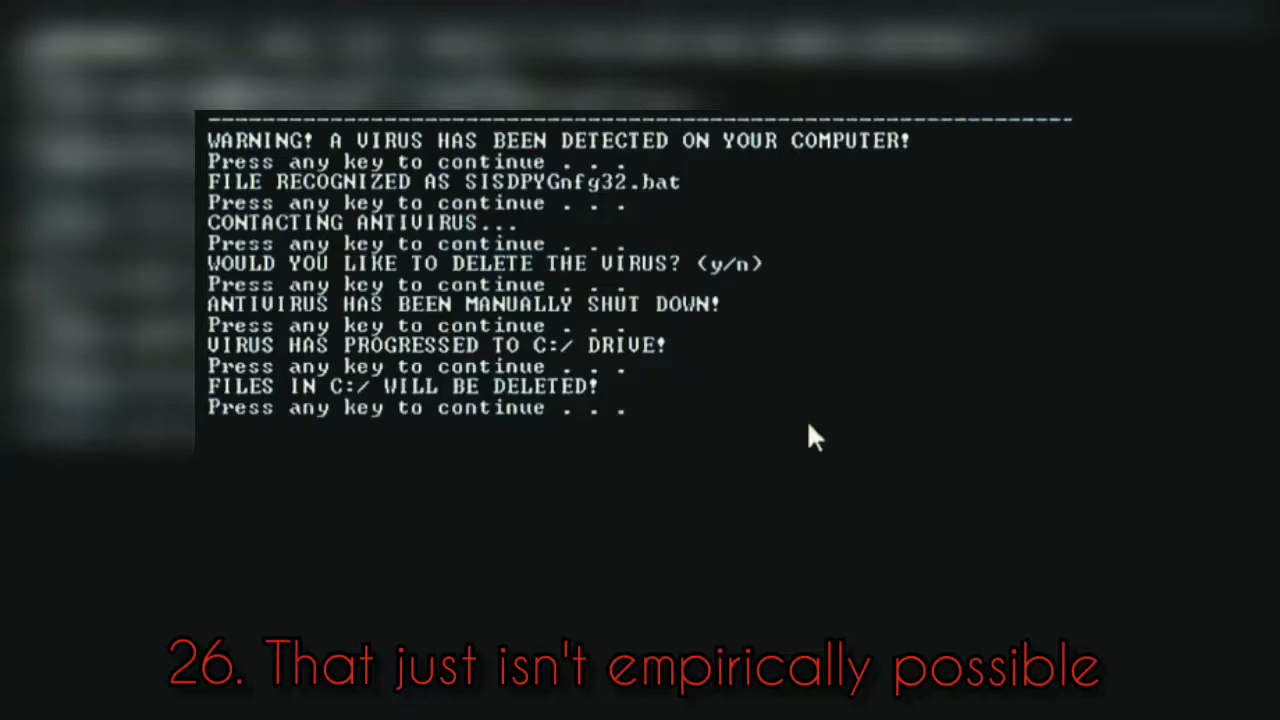 --------------------------------------------------------------------------------
WARNING! A VIRUS HAS BEEN DETECTED ON YOUR COMPUTER!
Press any key to continue . . .
FILE RECOGNIZED AS SISDPYGnfg32.bat
Press any key to continue . . .
CONTACTING ANTIVIRUS...
Press any key to continue . . .
WOULD YOU LIKE TO DELETE THE VIRUS? (y/n)
Press any key to continue . . .
ANTIVIRUS HAS BEEN MANUALLY SHUT DOWN!
Press any key to continue . . .
VIRUS HAS PROGRESSED TO C:/ DRIVE!
Press any key to continue . . .
FILES IN C:/ WILL BE DELETED!
Press any key to continue . . .
26. That just isn't empirically possible